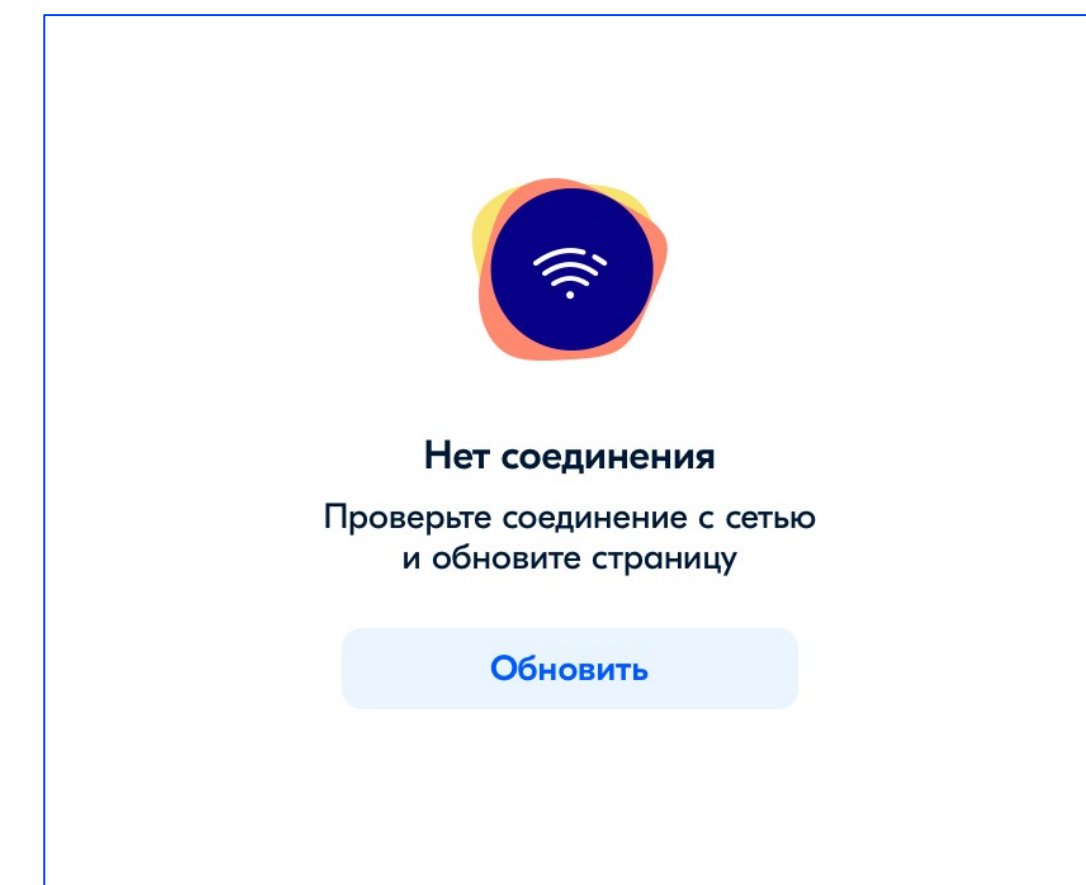 Нет соединения
Проверьте соединение с сетью
и обновите страницу
Обновить